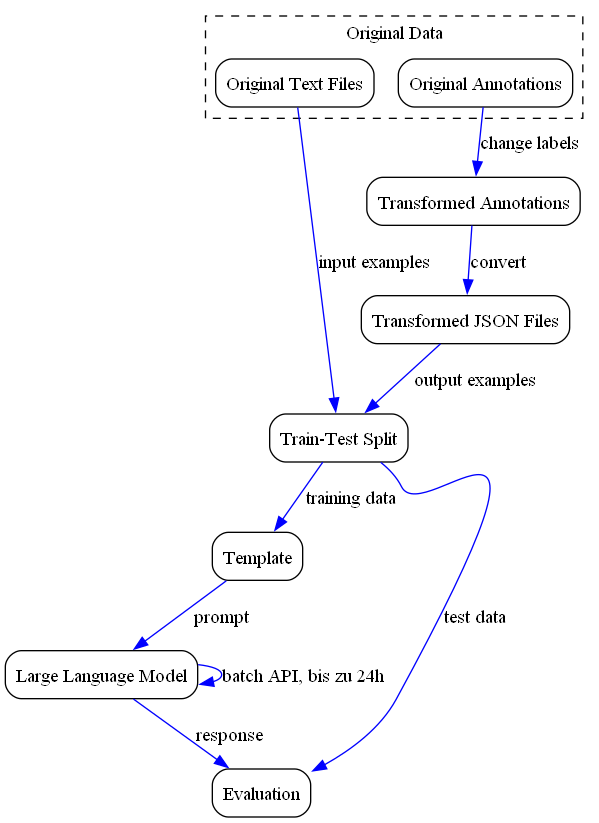 Original Data
Original Text Files
Original Annotations
change labels
Transformed Annotations
input examples
convert
Transformed JSON Files
output examples
Train-Test Split
training data
Template
prompt
test data
Large Language Model
batch API, bis zu 24h
response
Evaluation